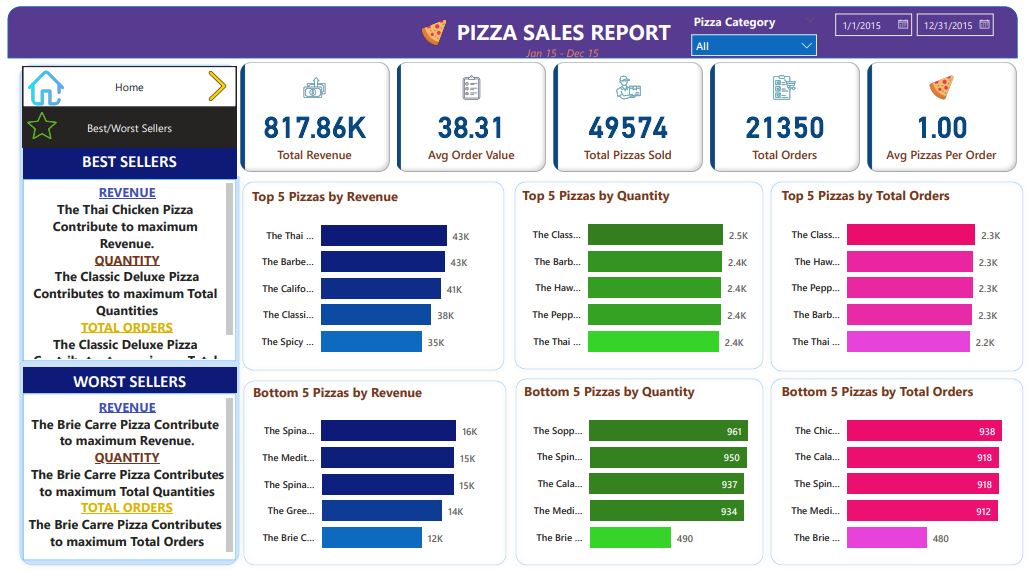 PIZZA SALES REPORT
Jan 15 - Dec 15
Pizza Category
All
1/1/2015
12/31/2015
Home
Best/Worst Sellers
817.86K
Total Revenue
38.31
Avg Order Value
49574
Total Pizzas Sold
21350
Total Orders
1.00
Avg Pizzas Per Order
BEST SELLERS
REVENUE
The Thai Chicken Pizza
Contribute to maximum
Revenue.
QUANTITY
The Classic Deluxe Pizza
Contributes to maximum Total
Quantities
TOTAL ORDERS
The Classic Deluxe Pizza
WORST SELLERS
REVENUE
The Brie Carre Pizza Contribute
to maximum Revenue.
QUANTITY
The Brie Carre Pizza Contributes
to maximum Total Quantities
TOTAL ORDERS
The Brie Carre Pizza Contributes
to maximum Total Orders
Top 5 Pizzas by Revenue
The Thai ... 43K
The Barbe... 43K
The Califo... 41K
The Classi... 38K
The Spicy ... 35K
Top 5 Pizzas by Quantity
The Class... 2.5K
The Barb... 2.4K
The Haw... 2.4K
The Pepp... 2.4K
The Thai ... 2.4K
Top 5 Pizzas by Total Orders
The Class... 2.3K
The Haw... 2.3K
The Pepp... 2.3K
The Barb... 2.3K
The Thai ... 2.2K
Bottom 5 Pizzas by Revenue
The Spina... 16K
The Medit... 15K
The Spina... 15K
The Gree... 14K
The Brie C... 12K
Bottom 5 Pizzas by Quantity
The Sopp... 961
The Spin... 950
The Cala... 937
The Medi... 934
The Brie ... 490
Bottom 5 Pizzas by Total Orders
The Chic... 938
The Cala... 918
The Spin... 918
The Medi... 912
The Brie ... 480